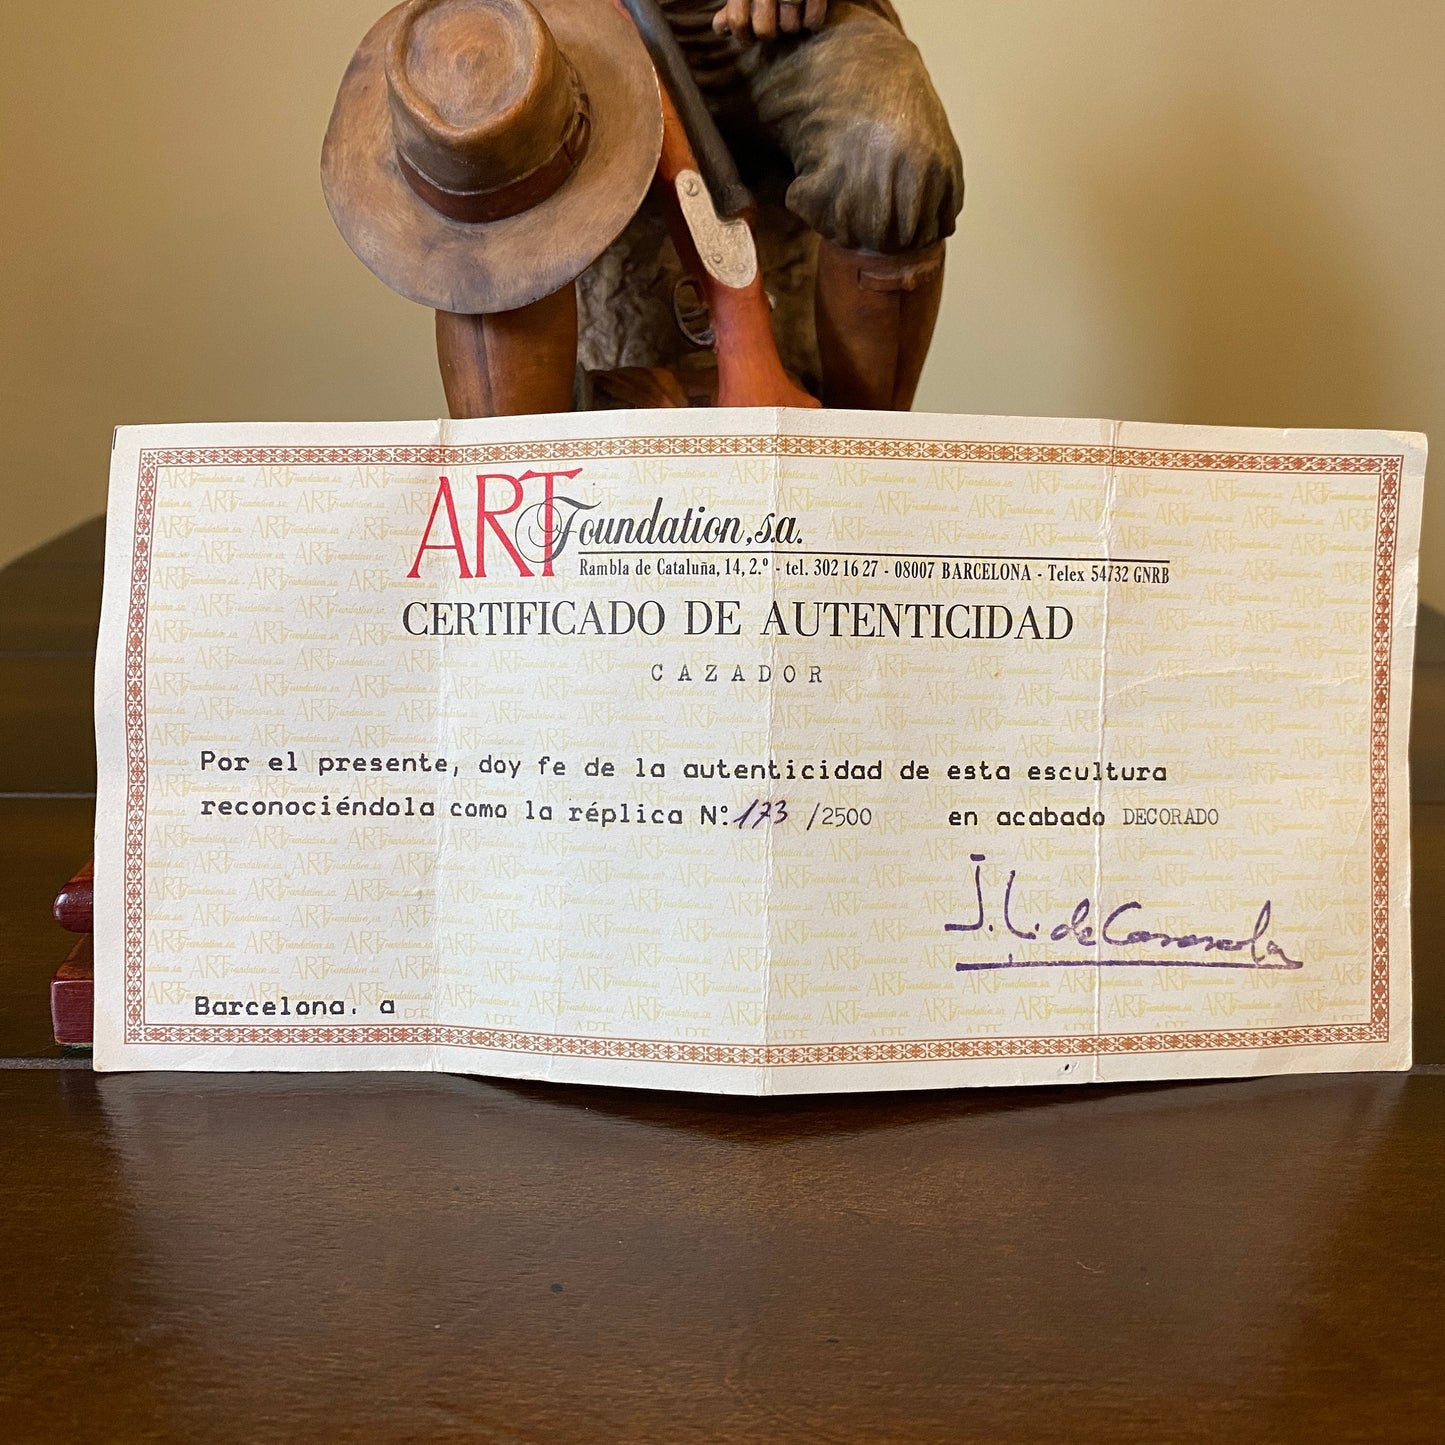 ART Foundation, s.a.
Rambla de Cataluña, 14, 2.º - tel. 302 16 27 - 08007 BARCELONA - Telex 54732 GNRB
CERTIFICADO DE AUTENTICIDAD
CAZADOR
Por el presente, doy fe de la autenticidad de esta escultura
reconociéndola como la réplica Nº. 173 /2500 en acabado DECORADO
J. L. de Casasola
Barcelona. a